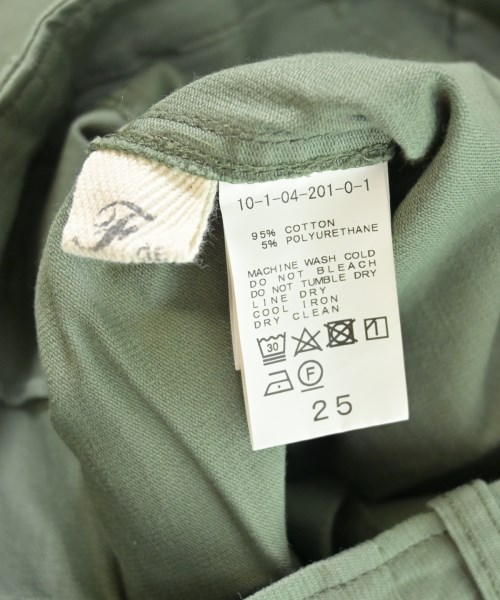 10-1-04-201-0-1
95% COTTON
5% POLYURETHANE
MACHINE WASH COLD
DO NOT BLEACH
DO NOT TUMBLE DRY
LINE DRY
COOL IRON
DRY CLEAN
30
F
25